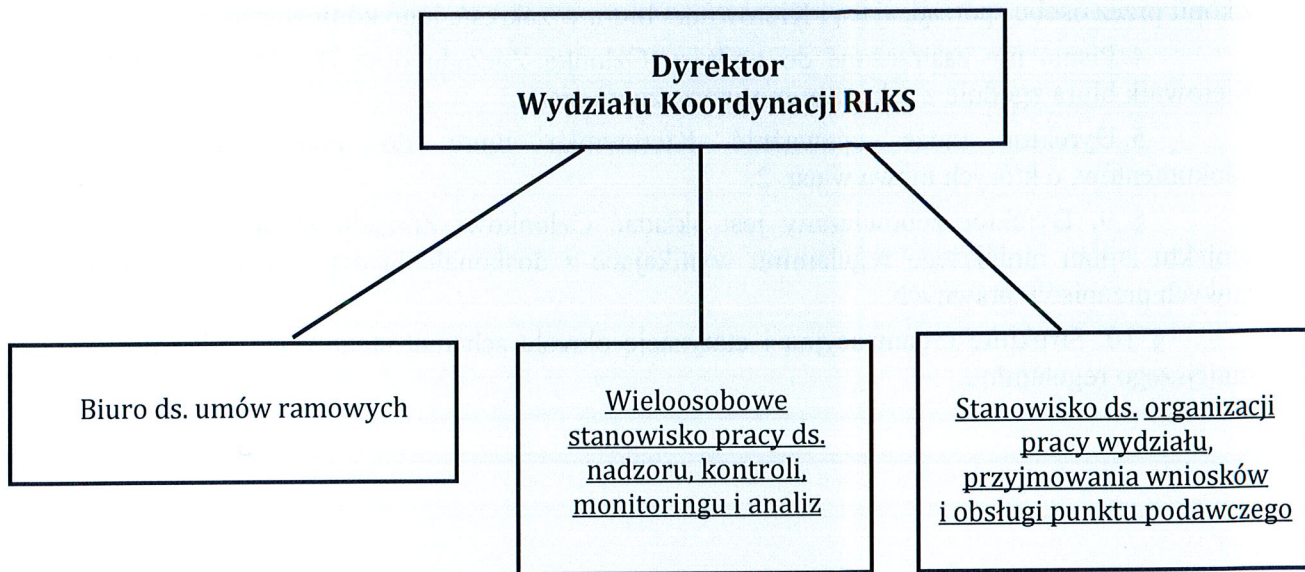 Dyrektor
Wydziału Koordynacji RLKS
Biuro ds. umów ramowych
Wieloosobowe
stanowisko pracy ds.
nadzoru, kontroli,
monitoringu i analiz
Stanowisko ds. organizacji
pracy wydziału,
przyjmowania wniosków
i obsługi punktu podawczego